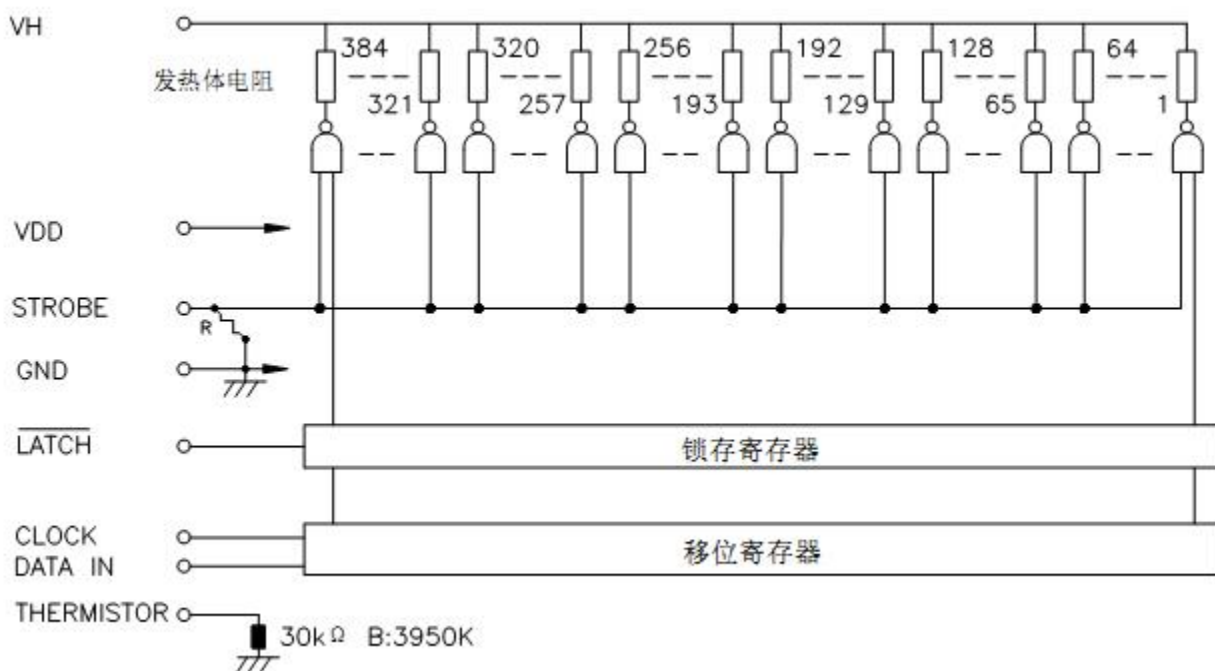 VH
384 320 256 192 128 64
发热体电阻
321 257 193 129 65 1
VDD
STROBE
R
GND
LATCH
锁存寄存器
CLOCK
移位寄存器
DATA IN
THERMISTOR
30kΩ B:3950K